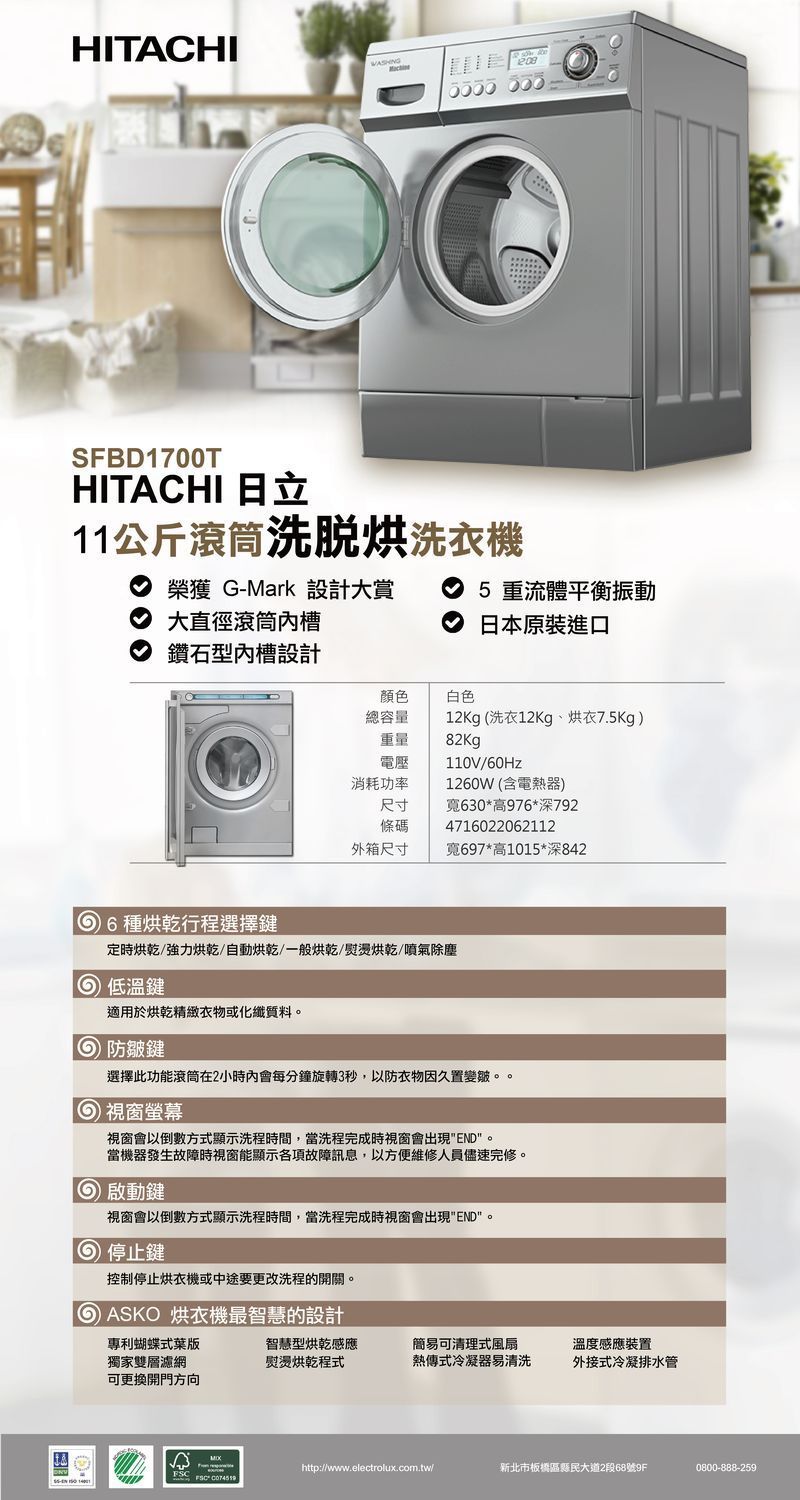 HITACHI
WASHING
Machine
12:08
SFBD1700T
HITACHI 日立
11公斤滾筒洗脱烘洗衣機
榮獲 G-Mark 設計大賞
5 重流體平衡振動
大直徑滾筒內槽
日本原裝進口
鑽石型內槽設計
顏色 白色
總容量 12Kg (洗衣12Kg、烘衣7.5Kg )
重量 82Kg
電壓 110V/60Hz
消耗功率 1260W (含電熱器)
尺寸 寬630*高976*深792
條碼 4716022062112
外箱尺寸 寬697*高1015*深842
6 種烘乾行程選擇鍵
定時烘乾/強力烘乾/自動烘乾/一般烘乾/熨燙烘乾/噴氣除塵
低溫鍵
適用於烘乾精緻衣物或化纖質料。
防皺鍵
選擇此功能滾筒在2小時內會每分鐘旋轉3秒，以防衣物因久置變皺。。
視窗螢幕
視窗會以倒數方式顯示洗程時間，當洗程完成時視窗會出現"END"。
當機器發生故障時視窗能顯示各項故障訊息，以方便維修人員儘速完修。
啟動鍵
視窗會以倒數方式顯示洗程時間，當洗程完成時視窗會出現"END"。
停止鍵
控制停止烘衣機或中途要更改洗程的開關。
ASKO 烘衣機最智慧的設計
專利蝴蝶式葉版 智慧型烘乾感應 簡易可清理式風扇 溫度感應裝置
獨家雙層濾網 熨燙烘乾程式 熱傳式冷凝器易清洗 外接式冷凝排水管
可更換開門方向
SS-EN ISO 14001
FSC
MIX
From responsible
sources
FSC® C074519
http://www.electrolux.com.tw/
新北市板橋區縣民大道2段68號9F
0800-888-259